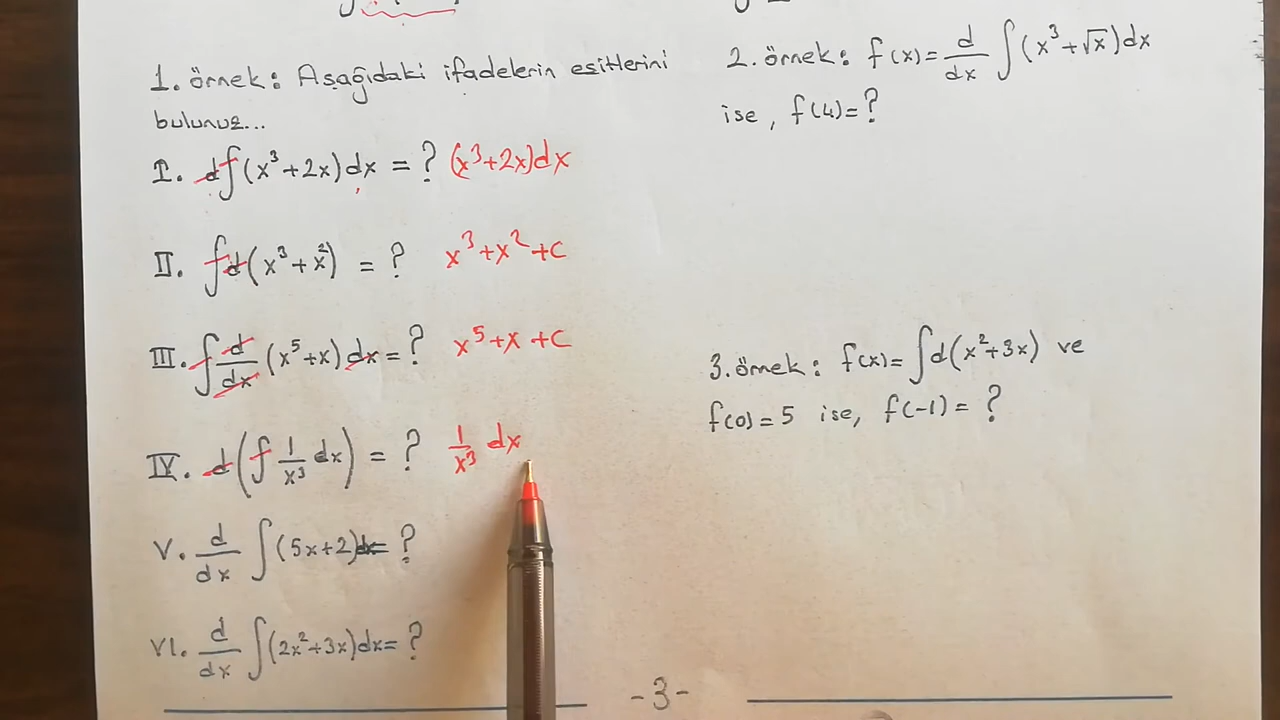 1. örnek: Aşağıdaki ifadelerin eşitlerini
bulunuz...
I. d∫(x³+2x)dx = ? (x³+2x)dx
II. ∫d(x³+x²) = ? x³+x²+c
III. ∫ d/dx (x⁵+x) dx = ? x⁵+x+c
IV. d(∫ 1/x³ dx) = ? 1/x³ dx
V. d/dx ∫(5x+2)dx = ?
VI. d/dx ∫(2x²+3x)dx = ?
2. örnek: f(x) = d/dx ∫(x³+√x)dx
ise, f(4) = ?
3. örnek: f(x) = ∫d(x²+3x) ve
f(0) = 5 ise, f(-1) = ?
-3-